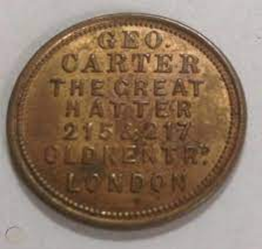 GEO.
CARTER
THE GREAT
HATTER
215 & 217,
OLD KENT Rᴰ.
LONDON